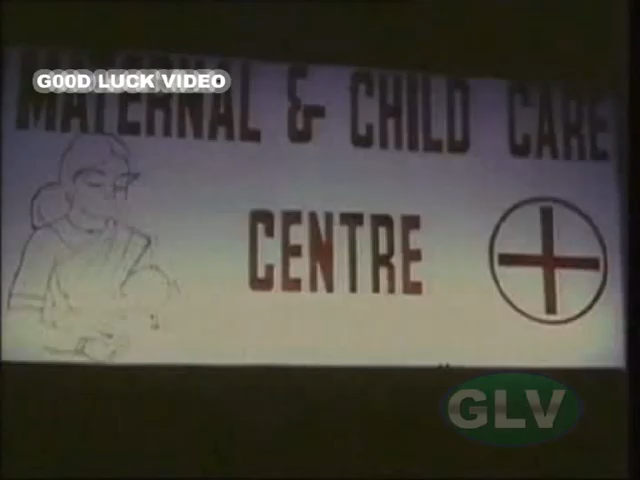 G00D LUCK VIDEO
MATERNAL & CHILD CARE
CENTRE
GLV